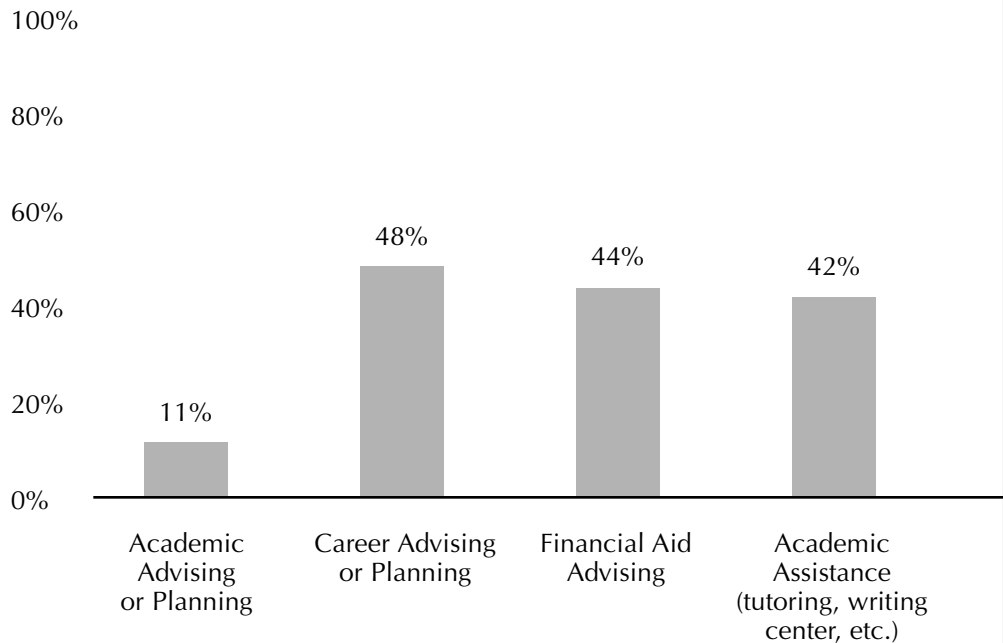 100%
80%
60%
40%
20%
0%
11%
48%
44%
42%
Academic
Advising
or Planning
Career Advising
or Planning
Financial Aid
Advising
Academic
Assistance
(tutoring, writing
center, etc.)